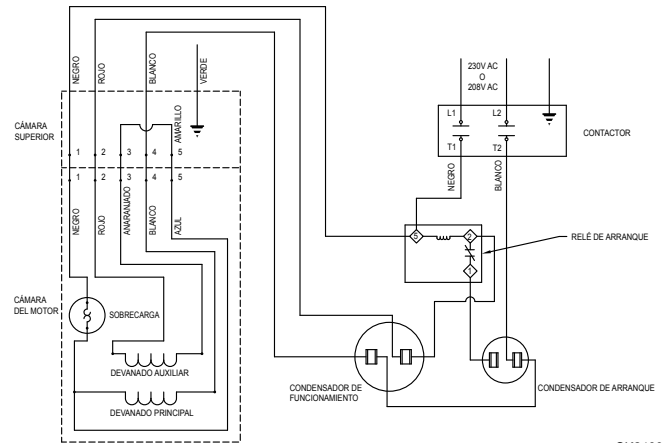 NEGRO
ROJO
BLANCO
VERDE
230V AC
O
208V AC
L1
L2
CONTACTOR
T1
T2
CÁMARA
SUPERIOR
AMARILLO
1
2
3
4
5
1
2
3
4
5
NEGRO
ROJO
ANARANJADO
BLANCO
AZUL
NEGRO
BLANCO
5
2
1
RELÉ DE ARRANQUE
CÁMARA
DEL MOTOR
SOBRECARGA
DEVANADO AUXILIAR
DEVANADO PRINCIPAL
CONDENSADOR DE
FUNCIONAMIENTO
CONDENSADOR DE ARRANQUE